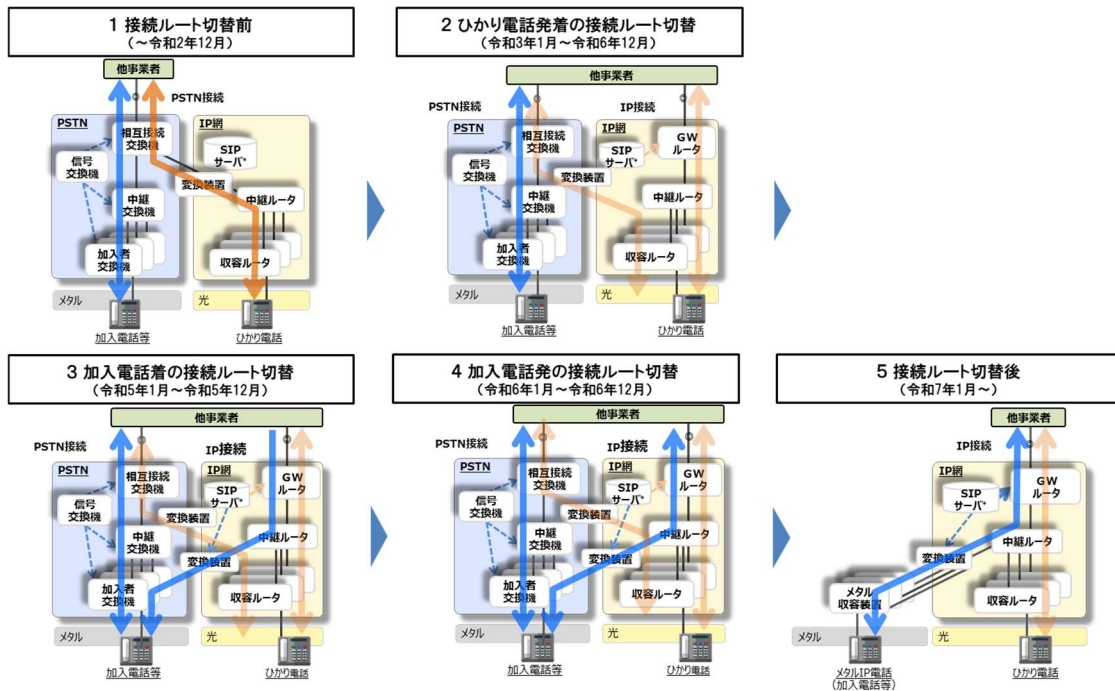 1 接続ルート切替前
(～令和2年12月)
他事業者
PSTN接続
PSTN
IP網
相互接続
交換機
SIP
サーバ*
信号
交換機
変換装置
中継
交換機
中継ルータ
加入者
交換機
収容ルータ
メタル
光
加入電話等
ひかり電話
2 ひかり電話発着の接続ルート切替
(令和3年1月～令和6年12月)
他事業者
PSTN接続
IP接続
PSTN
IP網
相互接続
交換機
GW
ルータ
SIP
サーバ*
信号
交換機
変換装置
中継
交換機
中継ルータ
加入者
交換機
収容ルータ
メタル
光
加入電話等
ひかり電話
3 加入電話着の接続ルート切替
(令和5年1月～令和5年12月)
他事業者
PSTN接続
IP接続
PSTN
IP網
相互接続
交換機
GW
ルータ
SIP
サーバ*
信号
交換機
変換装置
中継
交換機
中継ルータ
変換装置
加入者
交換機
収容ルータ
メタル
光
加入電話等
ひかり電話
4 加入電話発の接続ルート切替
(令和6年1月～令和6年12月)
他事業者
PSTN接続
IP接続
PSTN
IP網
相互接続
交換機
GW
ルータ
SIP
サーバ*
信号
交換機
変換装置
中継
交換機
中継ルータ
変換装置
加入者
交換機
収容ルータ
メタル
光
加入電話等
ひかり電話
5 接続ルート切替後
(令和7年1月～)
他事業者
IP接続
IP網
GW
ルータ
SIP
サーバ*
中継ルータ
変換装置
メタル
収容装置
収容ルータ
メタル
光
メタルIP電話
(加入電話等)
ひかり電話